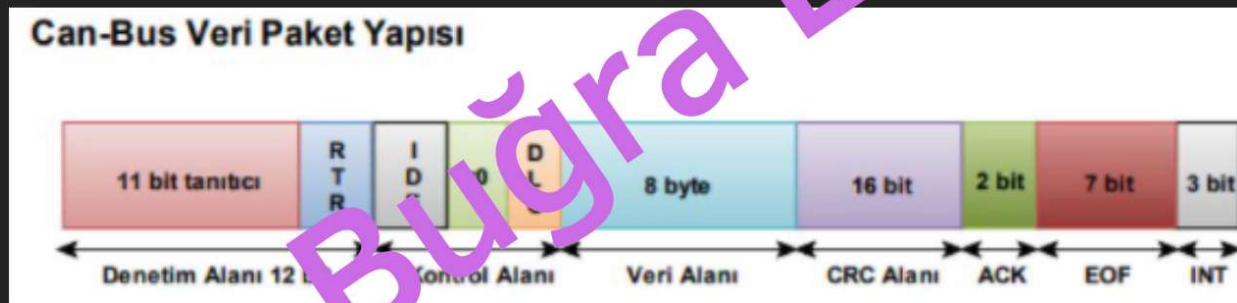 Can-Bus Veri Paket Yapısı
11 bit tanıtıcı
RTR
8 byte
16 bit
2 bit
7 bit
3 bit
Denetim Alanı 12
Kontrol Alanı
Veri Alanı
CRC Alanı
ACK
EOF
INT
Buğra